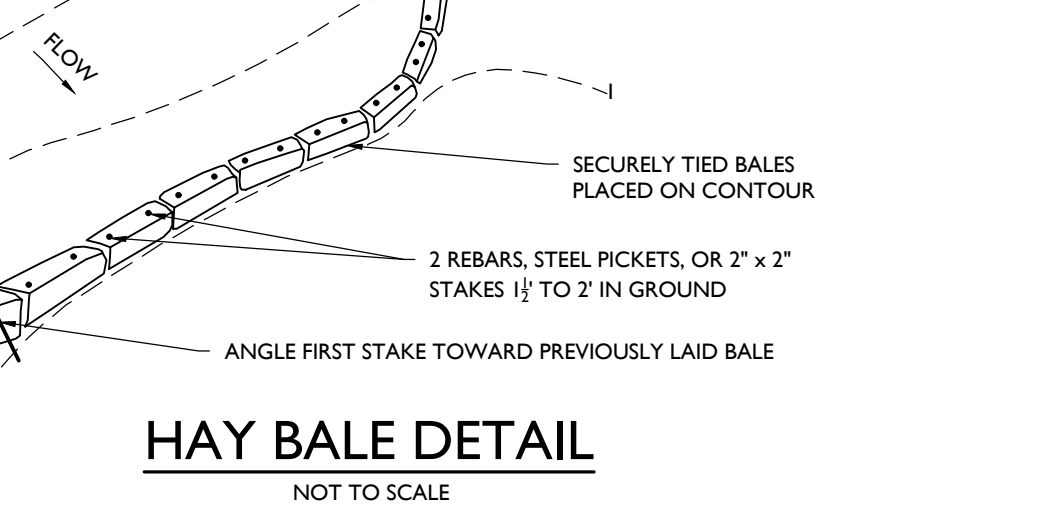 FLOW
SECURELY TIED BALES
PLACED ON CONTOUR
2 REBARS, STEEL PICKETS, OR 2" x 2"
STAKES 1½' TO 2' IN GROUND
ANGLE FIRST STAKE TOWARD PREVIOUSLY LAID BALE
HAY BALE DETAIL
NOT TO SCALE